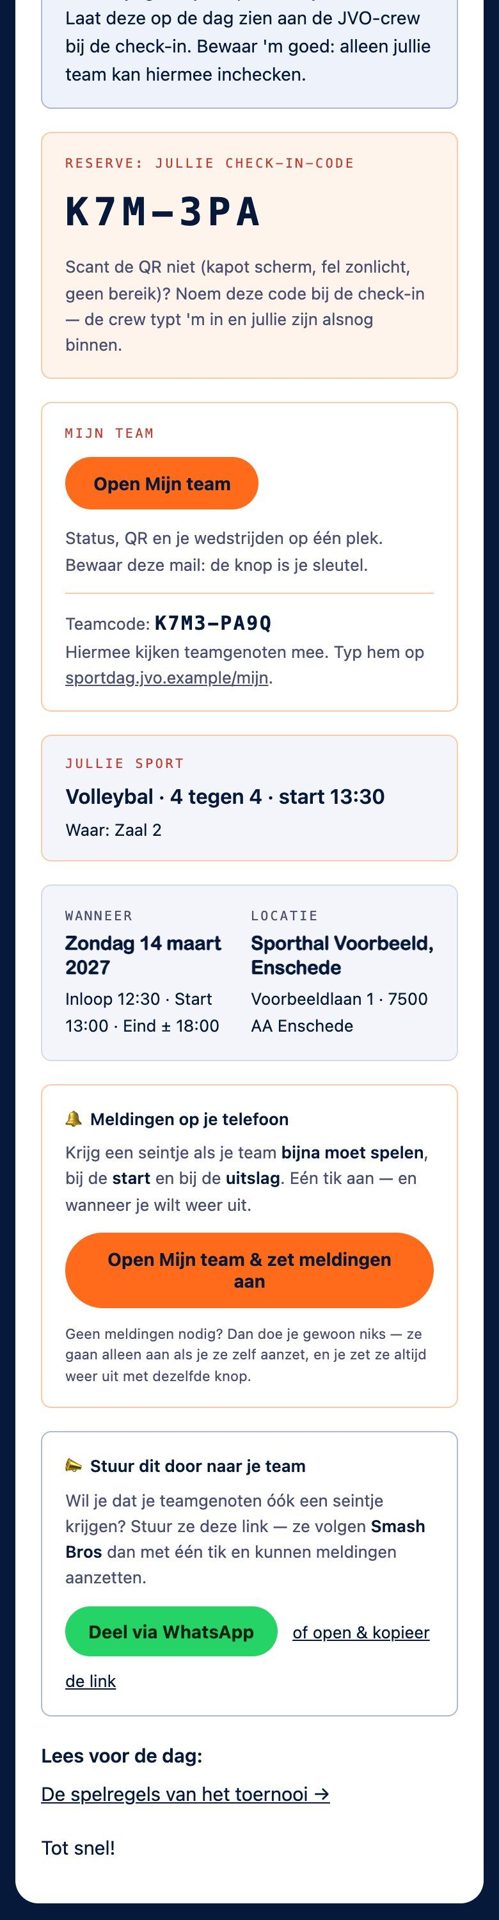 Laat deze op de dag zien aan de JVO-crew
bij de check-in. Bewaar 'm goed: alleen jullie
team kan hiermee inchecken.
RESERVE: JULLIE CHECK-IN-CODE
K7M-3PA
Scant de QR niet (kapot scherm, fel zonlicht,
geen bereik)? Noem deze code bij de check-in
— de crew typt 'm in en jullie zijn alsnog
binnen.
MIJN TEAM
Open Mijn team
Status, QR en je wedstrijden op één plek.
Bewaar deze mail: de knop is je sleutel.
Teamcode: K7M3-PA9Q
Hiermee kijken teamgenoten mee. Typ hem op
sportdag.jvo.example/mijn.
JULLIE SPORT
Volleybal · 4 tegen 4 · start 13:30
Waar: Zaal 2
WANNEER
Zondag 14 maart
2027
Inloop 12:30 · Start
13:00 · Eind ± 18:00
LOCATIE
Sporthal Voorbeeld,
Enschede
Voorbeeldlaan 1 · 7500
AA Enschede
Meldingen op je telefoon
Krijg een seintje als je team bijna moet spelen,
bij de start en bij de uitslag. Eén tik aan — en
wanneer je wilt weer uit.
Open Mijn team & zet meldingen
aan
Geen meldingen nodig? Dan doe je gewoon niks — ze
gaan alleen aan als je ze zelf aanzet, en je zet ze altijd
weer uit met dezelfde knop.
Stuur dit door naar je team
Wil je dat je teamgenoten óók een seintje
krijgen? Stuur ze deze link — ze volgen Smash
Bros dan met één tik en kunnen meldingen
aanzetten.
Deel via WhatsApp of open & kopieer
de link
Lees voor de dag:
De spelregels van het toernooi →
Tot snel!